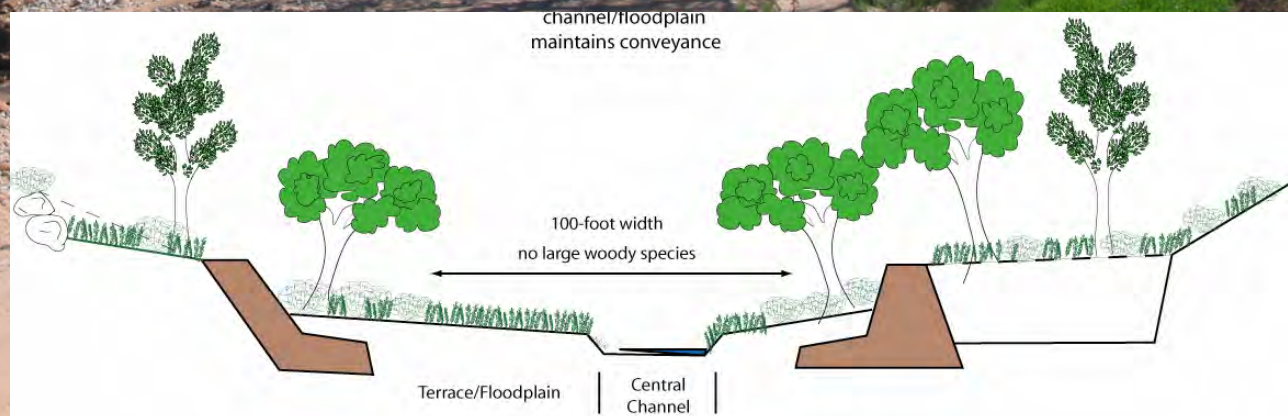 channel/floodplain
maintains conveyance
100-foot width
no large woody species
Terrace/Floodplain
Central
Channel